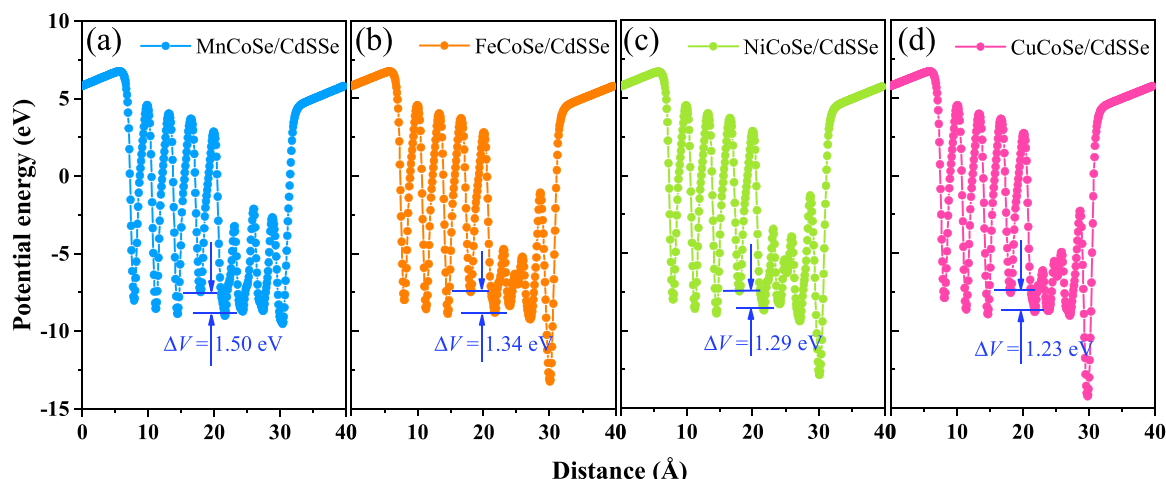 (a) MnCoSe/CdSSe
(b) FeCoSe/CdSSe
(c) NiCoSe/CdSSe
(d) CuCoSe/CdSSe
Potential energy (eV)
10
5
0
-5
-10
-15
ΔV = 1.50 eV
ΔV = 1.34 eV
ΔV = 1.29 eV
ΔV = 1.23 eV
0 10 20 30 40
0 10 20 30 40
0 10 20 30 40
0 10 20 30 40
Distance (Å)